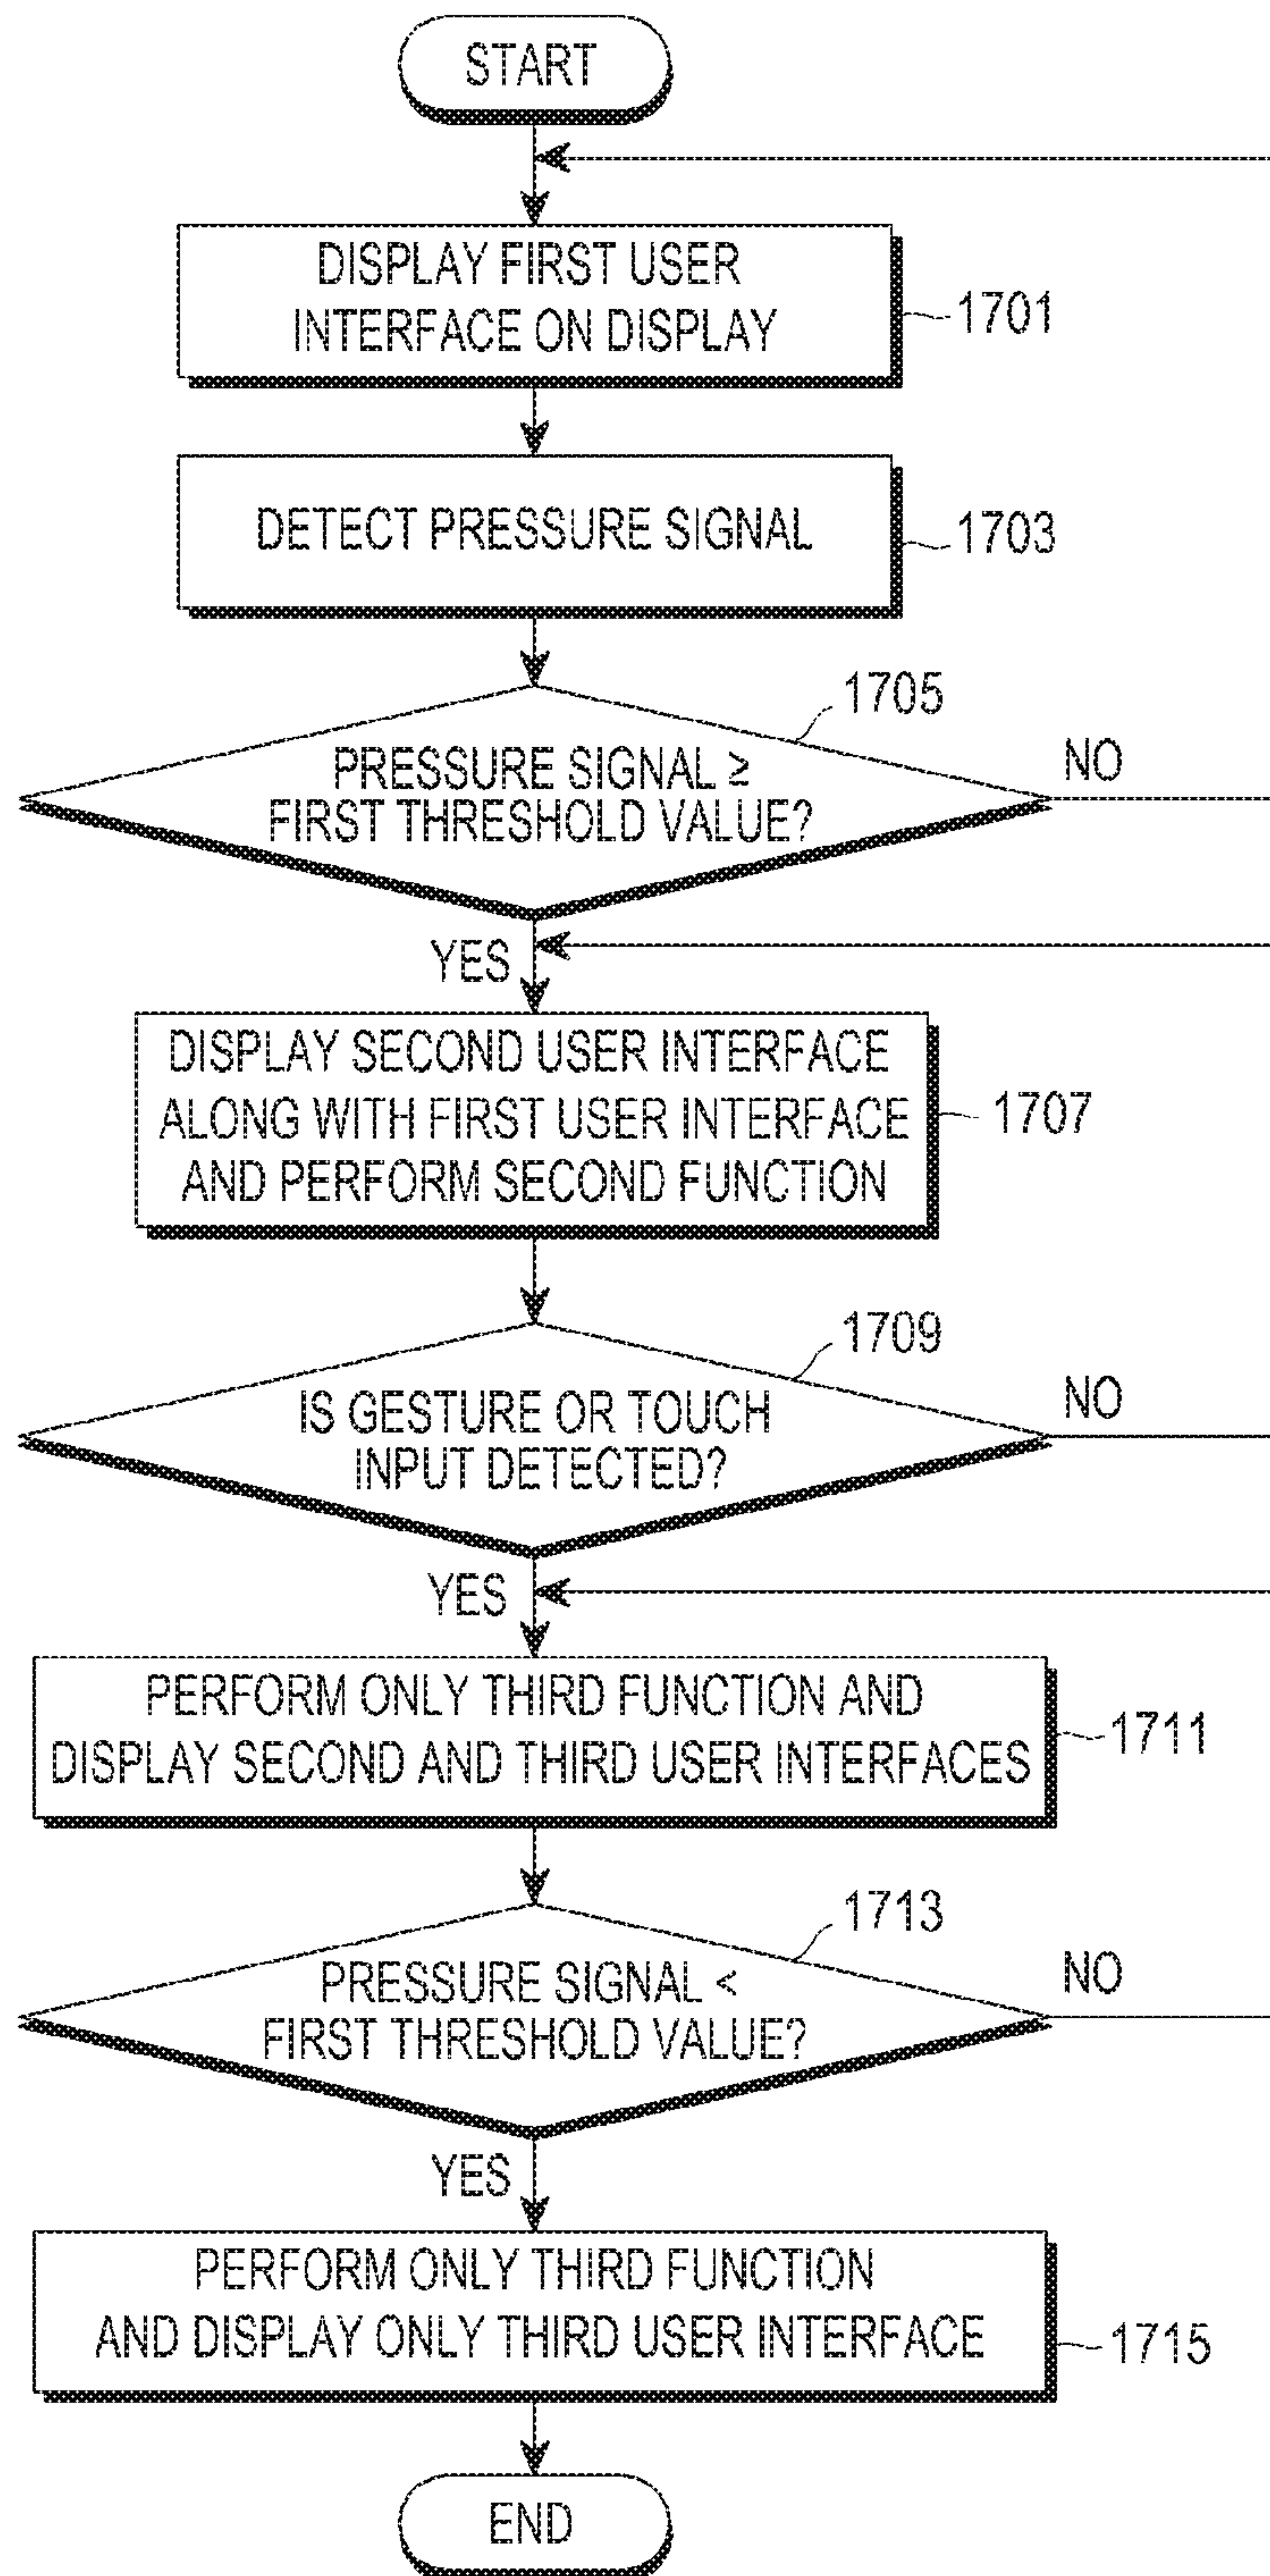 START
DISPLAY FIRST USER
INTERFACE ON DISPLAY
1701
DETECT PRESSURE SIGNAL
1703
1705
PRESSURE SIGNAL ≥
FIRST THRESHOLD VALUE?
NO
YES
DISPLAY SECOND USER INTERFACE
ALONG WITH FIRST USER INTERFACE
AND PERFORM SECOND FUNCTION
1707
1709
IS GESTURE OR TOUCH
INPUT DETECTED?
NO
YES
PERFORM ONLY THIRD FUNCTION AND
DISPLAY SECOND AND THIRD USER INTERFACES
1711
1713
PRESSURE SIGNAL <
FIRST THRESHOLD VALUE?
NO
YES
PERFORM ONLY THIRD FUNCTION
AND DISPLAY ONLY THIRD USER INTERFACE
1715
END